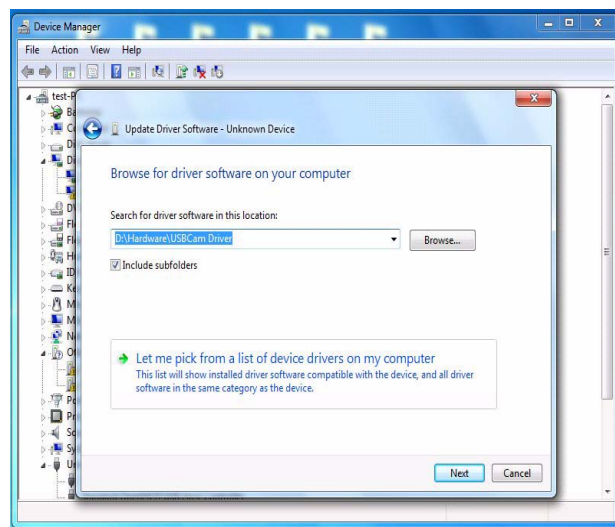 Device Manager
File Action View Help
test-P
Update Driver Software - Unknown Device
Browse for driver software on your computer
Search for driver software in this location:
D:\Hardware\USBCam Driver
Browse...
Include subfolders
Let me pick from a list of device drivers on my computer
This list will show installed driver software compatible with the device, and all driver
software in the same category as the device.
Next Cancel